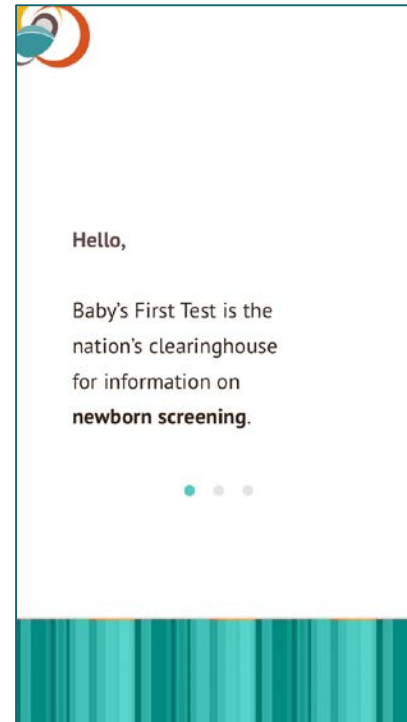 Hello,
Baby's First Test is the
nation's clearinghouse
for information on
newborn screening.